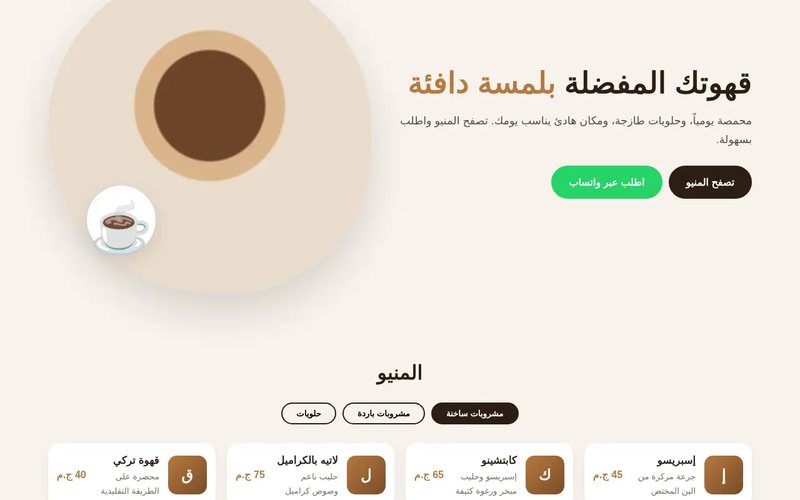 قهوتك المفضلة بلمسة دافئة
محمصة يومياً، وحلويات طازجة، ومكان هادئ يناسب يومك. تصفح المنيو واطلب
بسهولة.
تصفح المنيو
اطلب عبر واتساب
المنيو
مشروبات ساخنة
مشروبات باردة
حلويات
إ
إسبريسو
45 ج.م
جرعة مركزة من
البن المختص
ك
كابتشينو
65 ج.م
إسبريسو وحليب
مبخر ورغوة كثيفة
ل
لاتيه بالكراميل
75 ج.م
حليب ناعم
وصوص كراميل
ق
قهوة تركي
40 ج.م
محضرة على
الطريقة التقليدية